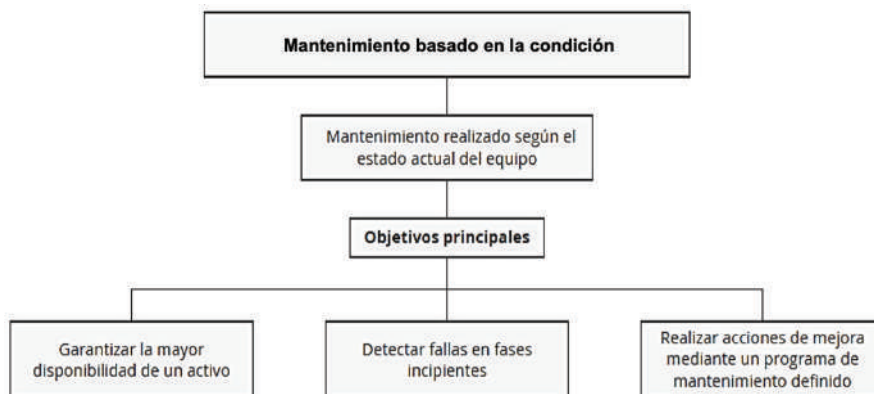 Mantenimiento basado en la condición
Mantenimiento realizado según el
estado actual del equipo
Objetivos principales
Garantizar la mayor
disponibilidad de un activo
Detectar fallas en fases
incipientes
Realizar acciones de mejora
mediante un programa de
mantenimiento definido